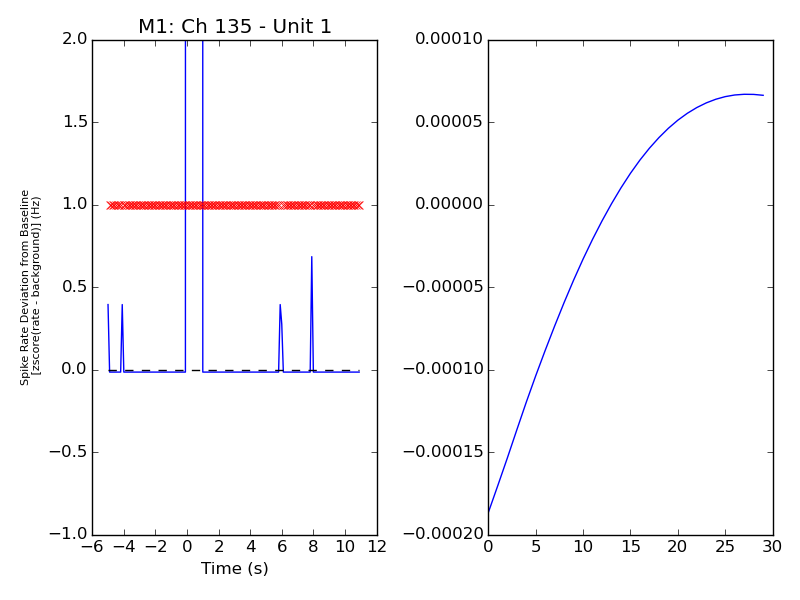 M1: Ch 135 - Unit 1
2.0
1.5
1.0
0.5
0.0
−0.5
−1.0
−6 −4 −2 0 2 4 6 8 10 12
Time (s)
Spike Rate Deviation from Baseline
[zscore(rate - background)] (Hz)
0.00010
0.00005
0.00000
−0.00005
−0.00010
−0.00015
−0.00020
0 5 10 15 20 25 30